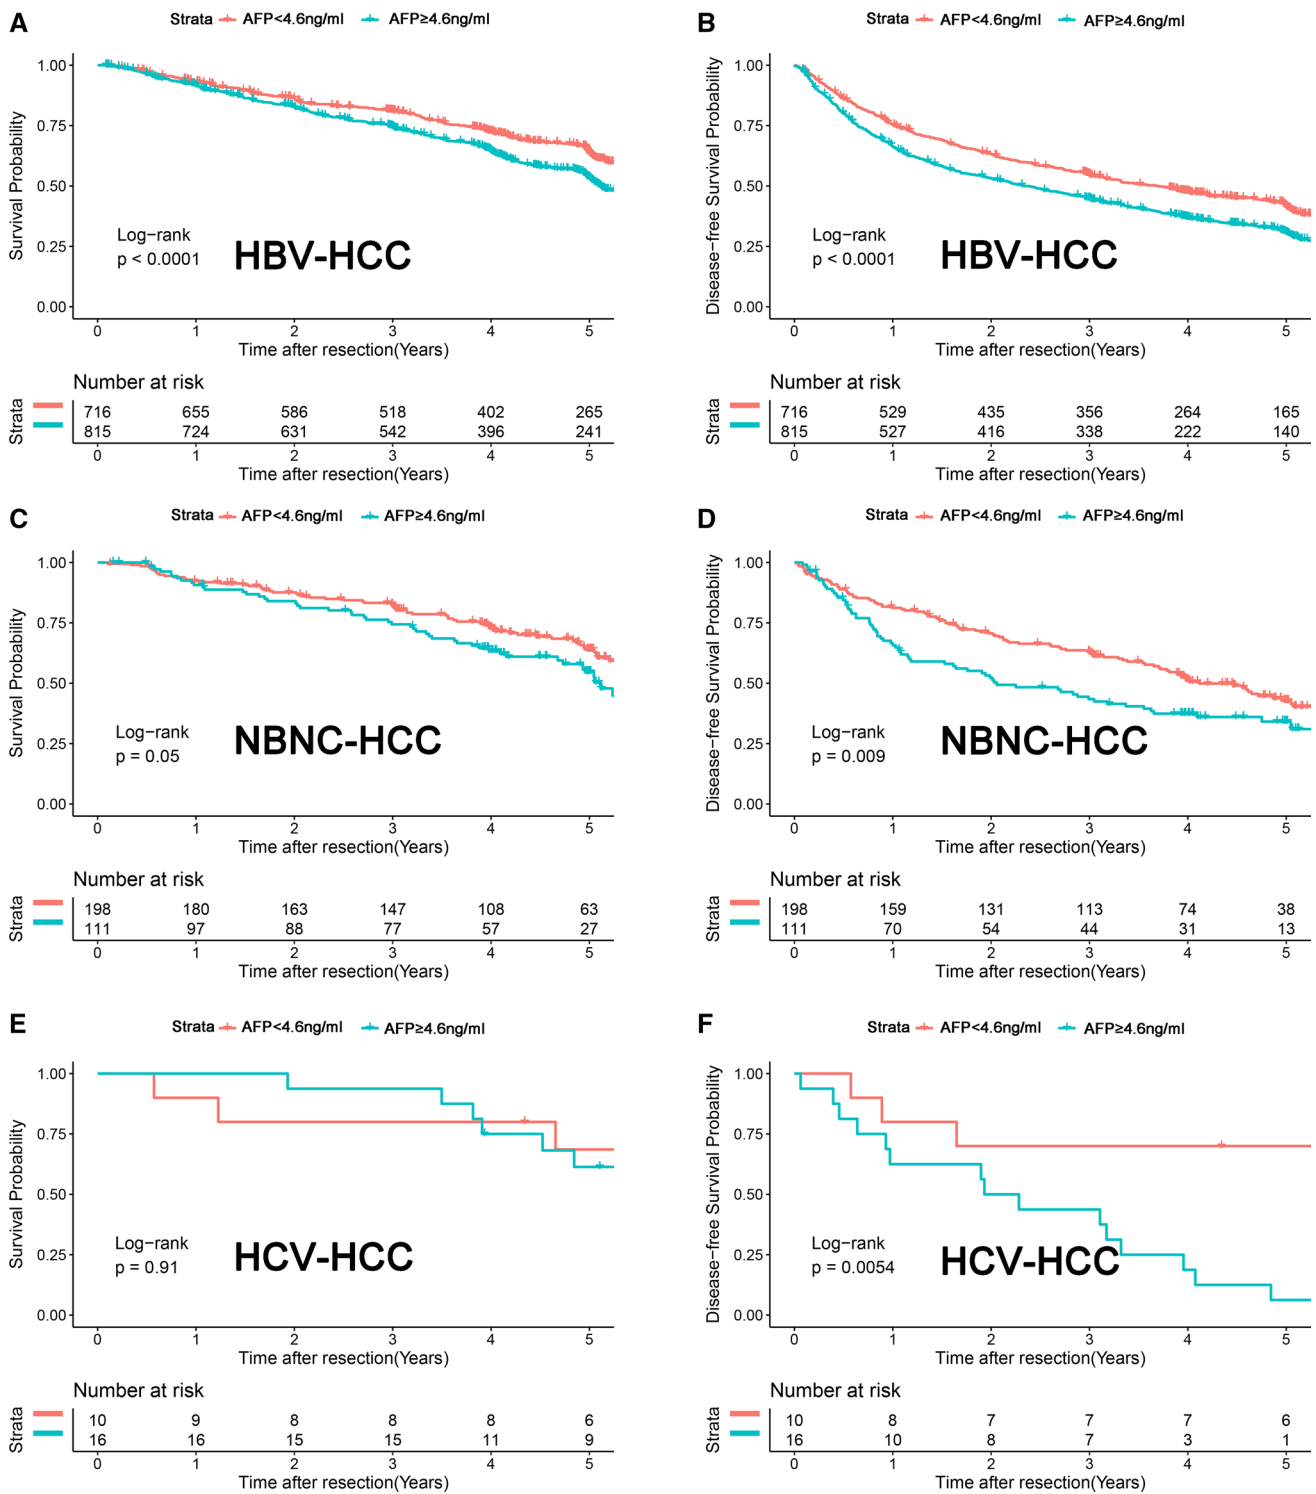 A
Strata AFP<4.6ng/ml AFP≥4.6ng/ml
Survival Probability
1.00
0.75
0.50
0.25
0.00
Log-rank
p < 0.0001
HBV-HCC
0 1 2 3 4 5
Time after resection(Years)
Number at risk
Strata
716 655 586 518 402 265
815 724 631 542 396 241
0 1 2 3 4 5
Time after resection(Years)
B
Strata AFP<4.6ng/ml AFP≥4.6ng/ml
Disease-free Survival Probability
1.00
0.75
0.50
0.25
0.00
Log-rank
p < 0.0001
HBV-HCC
0 1 2 3 4 5
Time after resection(Years)
Number at risk
Strata
716 529 435 356 264 165
815 527 416 338 222 140
0 1 2 3 4 5
Time after resection(Years)
C
Strata AFP<4.6ng/ml AFP≥4.6ng/ml
Survival Probability
1.00
0.75
0.50
0.25
0.00
Log-rank
p = 0.05
NBNC-HCC
0 1 2 3 4 5
Time after resection(Years)
Number at risk
Strata
198 180 163 147 108 63
111 97 88 77 57 27
0 1 2 3 4 5
Time after resection(Years)
D
Strata AFP<4.6ng/ml AFP≥4.6ng/ml
Disease-free Survival Probability
1.00
0.75
0.50
0.25
0.00
Log-rank
p = 0.009
NBNC-HCC
0 1 2 3 4 5
Time after resection(Years)
Number at risk
Strata
198 159 131 113 74 38
111 70 54 44 31 13
0 1 2 3 4 5
Time after resection(Years)
E
Strata AFP<4.6ng/ml AFP≥4.6ng/ml
Survival Probability
1.00
0.75
0.50
0.25
0.00
Log-rank
p = 0.91
HCV-HCC
0 1 2 3 4 5
Time after resection(Years)
Number at risk
Strata
10 9 8 8 8 6
16 16 15 15 11 9
0 1 2 3 4 5
Time after resection(Years)
F
Strata AFP<4.6ng/ml AFP≥4.6ng/ml
Disease-free Survival Probability
1.00
0.75
0.50
0.25
0.00
Log-rank
p = 0.0054
HCV-HCC
0 1 2 3 4 5
Time after resection(Years)
Number at risk
Strata
10 8 7 7 7 6
16 10 8 7 3 1
0 1 2 3 4 5
Time after resection(Years)